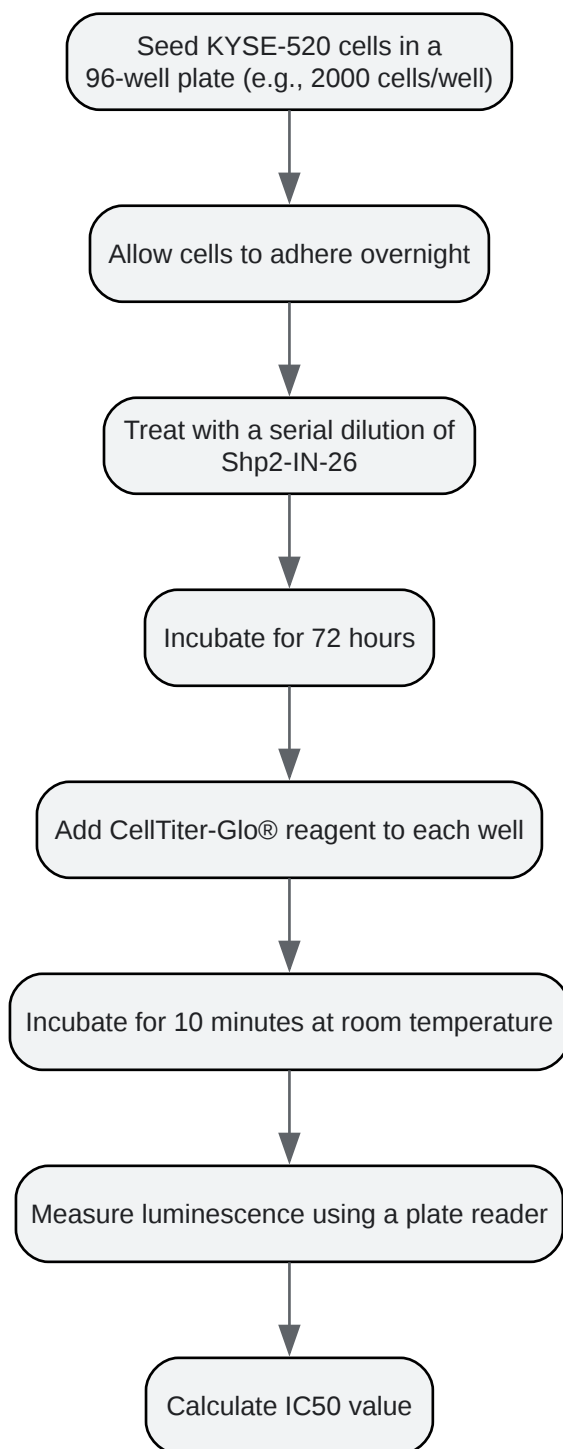 Seed KYSE-520 cells in a
96-well plate (e.g., 2000 cells/well)
Allow cells to adhere overnight
Treat with a serial dilution of
Shp2-IN-26
Incubate for 72 hours
Add CellTiter-Glo® reagent to each well
Incubate for 10 minutes at room temperature
Measure luminescence using a plate reader
Calculate IC50 value